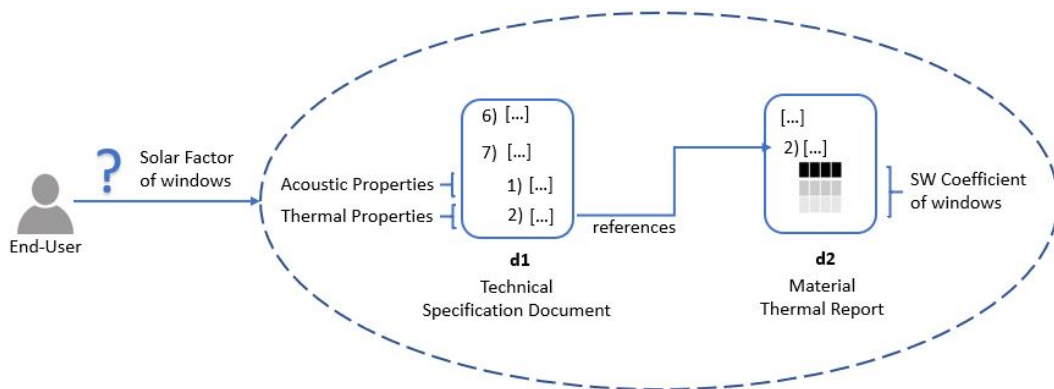 ?
Solar Factor
of windows
End-User
Acoustic Properties
Thermal Properties
6) [...]
7) [...]
1) [...]
2) [...]
references
d1
Technical
Specification Document
[...]
2) [...]
SW Coefficient
of windows
d2
Material
Thermal Report